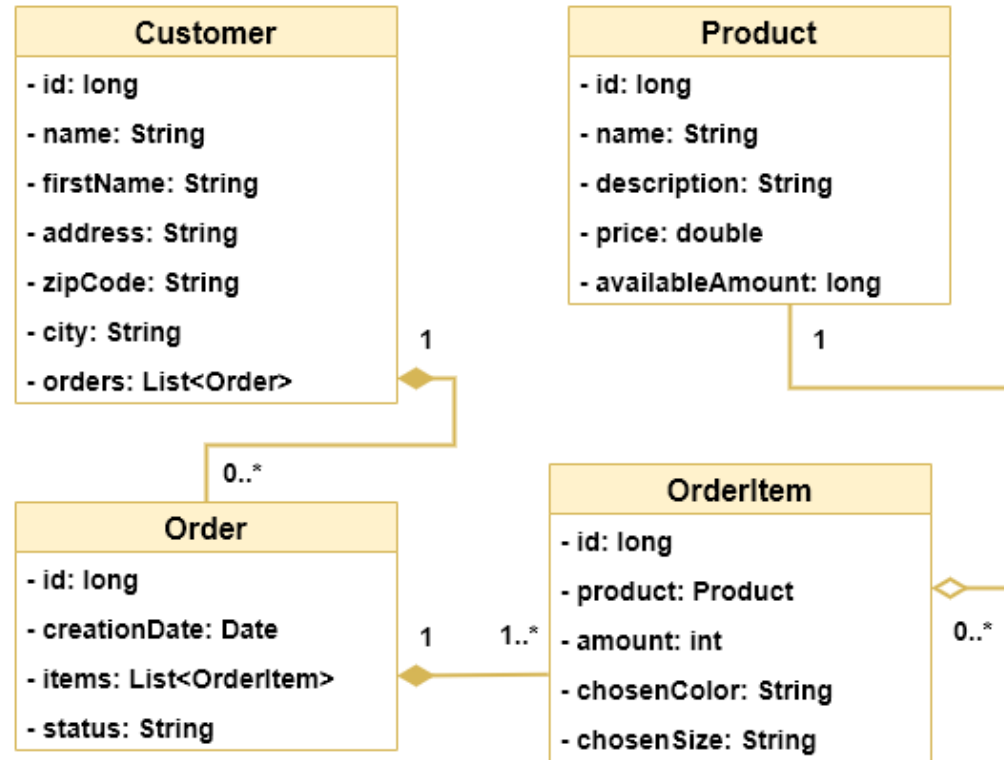 Customer
- id: long
- name: String
- firstName: String
- address: String
- zipCode: String
- city: String
- orders: List<Order>
1
0..*
Product
- id: long
- name: String
- description: String
- price: double
- availableAmount: long
1
Order
- id: long
- creationDate: Date
- items: List<OrderItem>
- status: String
1
1..*
OrderItem
- id: long
- product: Product
- amount: int
- chosenColor: String
- chosenSize: String
0..*